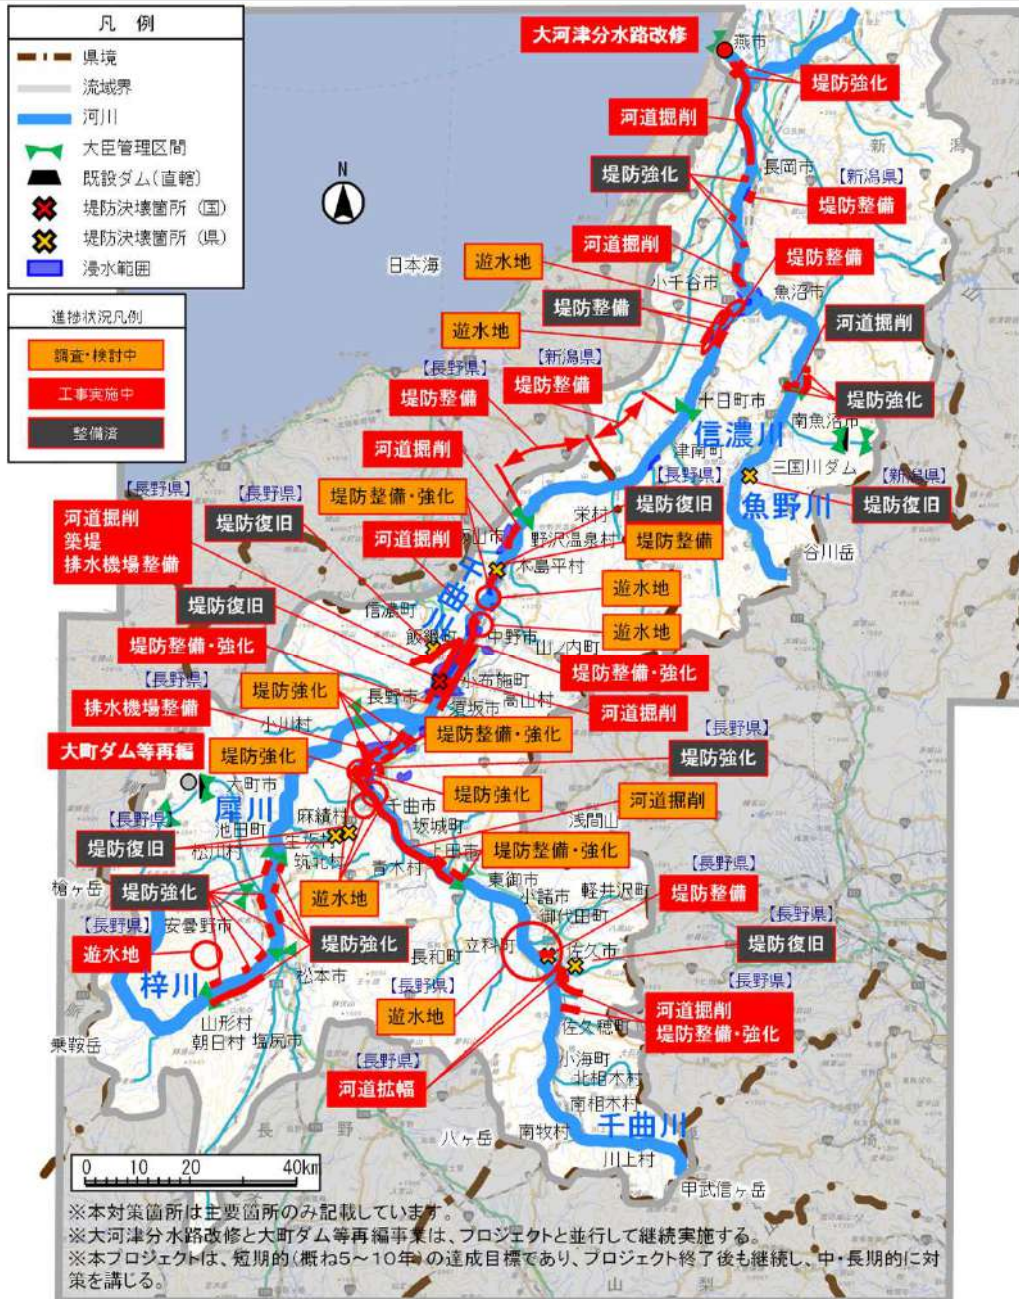 凡 例
県境
流域界
河川
大臣管理区間
既設ダム(直轄)
堤防決壊箇所（国）
堤防決壊箇所（県）
浸水範囲
進捗状況凡例
調査・検討中
工事実施中
整備済
N
日本海
大河津分水路改修
燕市
堤防強化
河道掘削
新 潟
長岡市
堤防強化
【新潟県】
堤防整備
河道掘削
堤防整備
遊水地
小千谷市
魚沼市
堤防整備
河道掘削
遊水地
【長野県】
【新潟県】
堤防整備
堤防整備
堤防強化
十日町市
南魚沼市
信濃川
津南町
三国川ダム
河道掘削
【長野県】
【新潟県】
堤防整備・強化
堤防復旧
堤防復旧
魚野川
【長野県】
【長野県】
栄村
河道掘削
築堤
排水機場整備
堤防復旧
河道掘削
野沢温泉村
堤防整備
谷川岳
木島平村
千曲川
遊水地
堤防復旧
信濃町
飯綱町
中野市
遊水地
山ノ内町
堤防整備・強化
堤防整備・強化
小布施町
長野市
【長野県】
堤防強化
須坂市
高山村
河道掘削
排水機場整備
小川村
堤防整備・強化
【長野県】
大町ダム等再編
堤防強化
堤防強化
大町市
堤防強化
犀川
千曲市
河道掘削
【長野県】
麻績村
池田町
坂城町
浅間山
生坂村
堤防復旧
松川村
筑北村
上田市
堤防整備・強化
青木村
【長野県】
東御市
軽井沢町
槍ヶ岳
堤防強化
遊水地
小諸市
堤防整備
御代田町
【長野県】
【長野県】
安曇野市
堤防強化
立科町
佐久市
堤防復旧
遊水地
長和町
梓川
松本市
【長野県】
【長野県】
遊水地
河道掘削
堤防整備・強化
佐久穂町
山形村
朝日村
塩尻市
乗鞍岳
【長野県】
小海町
河道拡幅
北相木村
南相木村
長 野
千曲川
南牧村
八ヶ岳
川上村
埼
甲武信ヶ岳
0 10 20 40km
※本対策箇所は主要箇所のみ記載しています。
※大河津分水路改修と大町ダム等再編事業は、プロジェクトと並行して継続実施する。
※本プロジェクトは、短期的(概ね5～10年)の達成目標であり、プロジェクト終了後も継続し、中・長期的に対
策を講じる。
山 梨